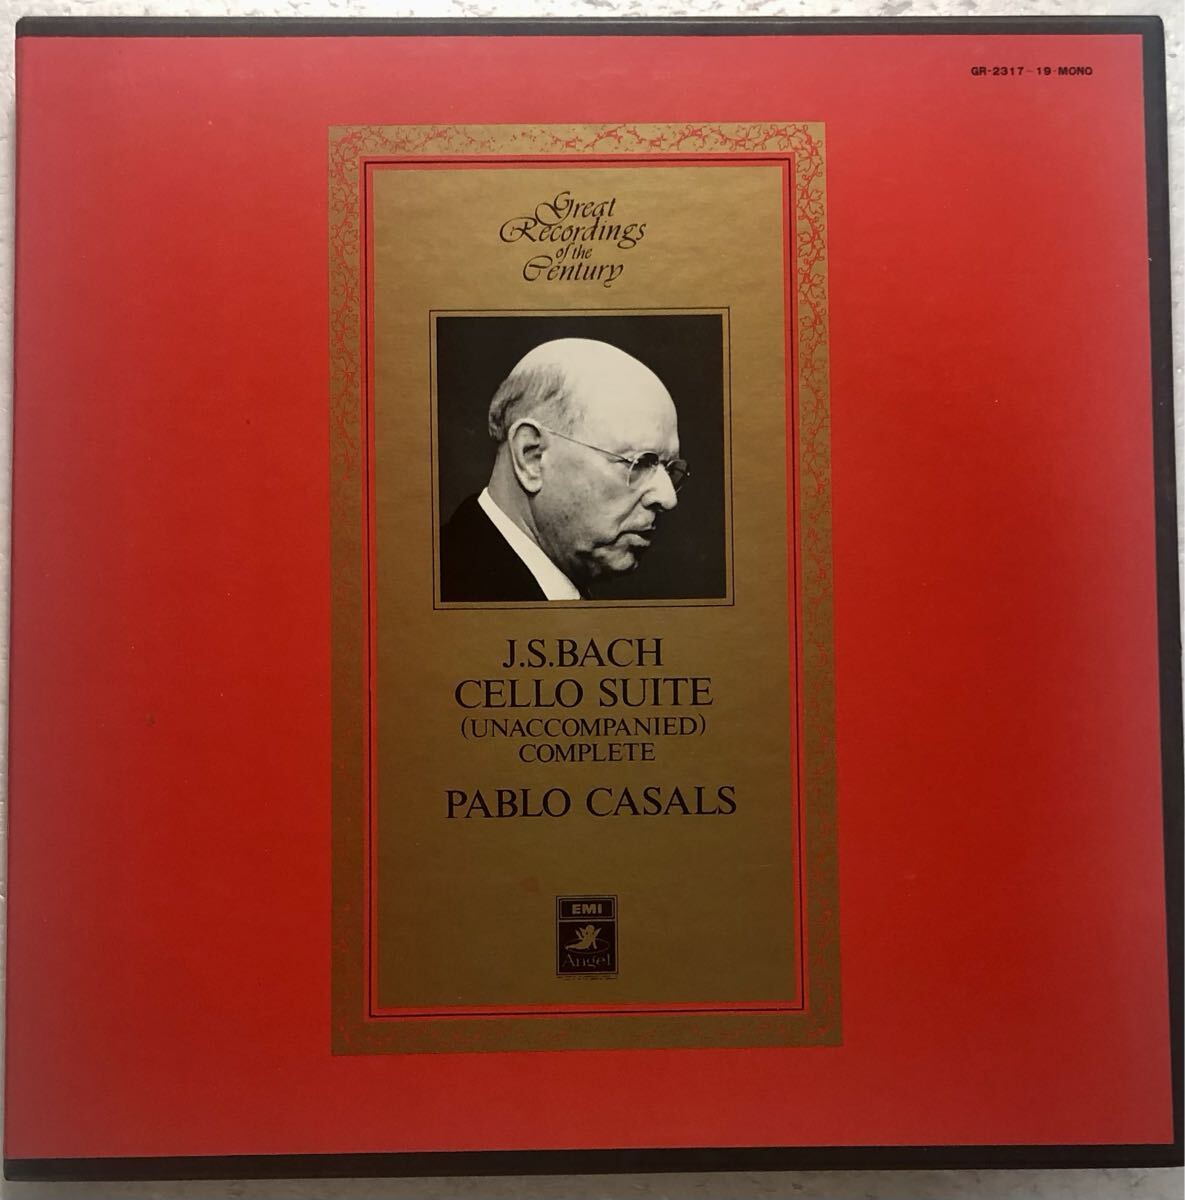 GR-2317-19-MONO
Great
Recordings
of the
Century
J.S.BACH
CELLO SUITE
(UNACCOMPANIED)
COMPLETE
PABLO CASALS
EMI
Angel